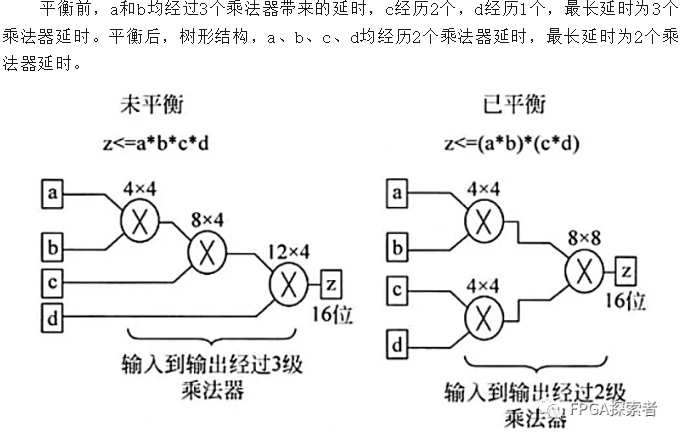 平衡前，a和b均经过3个乘法器带来的延时，c经历2个，d经历1个，最长延时为3个
乘法器延时。平衡后，树形结构，a、b、c、d均经历2个乘法器延时，最长延时为2个乘
法器延时。
未平衡
z<=a*b*c*d
a
4×4
b
8×4
c
12×4
d
z
16位
输入到输出经过3级
乘法器
已平衡
z<=(a*b)*(c*d)
a
4×4
b
8×8
c
4×4
d
z
16位
输入到输出经过2级
乘法器
FPGA探索者